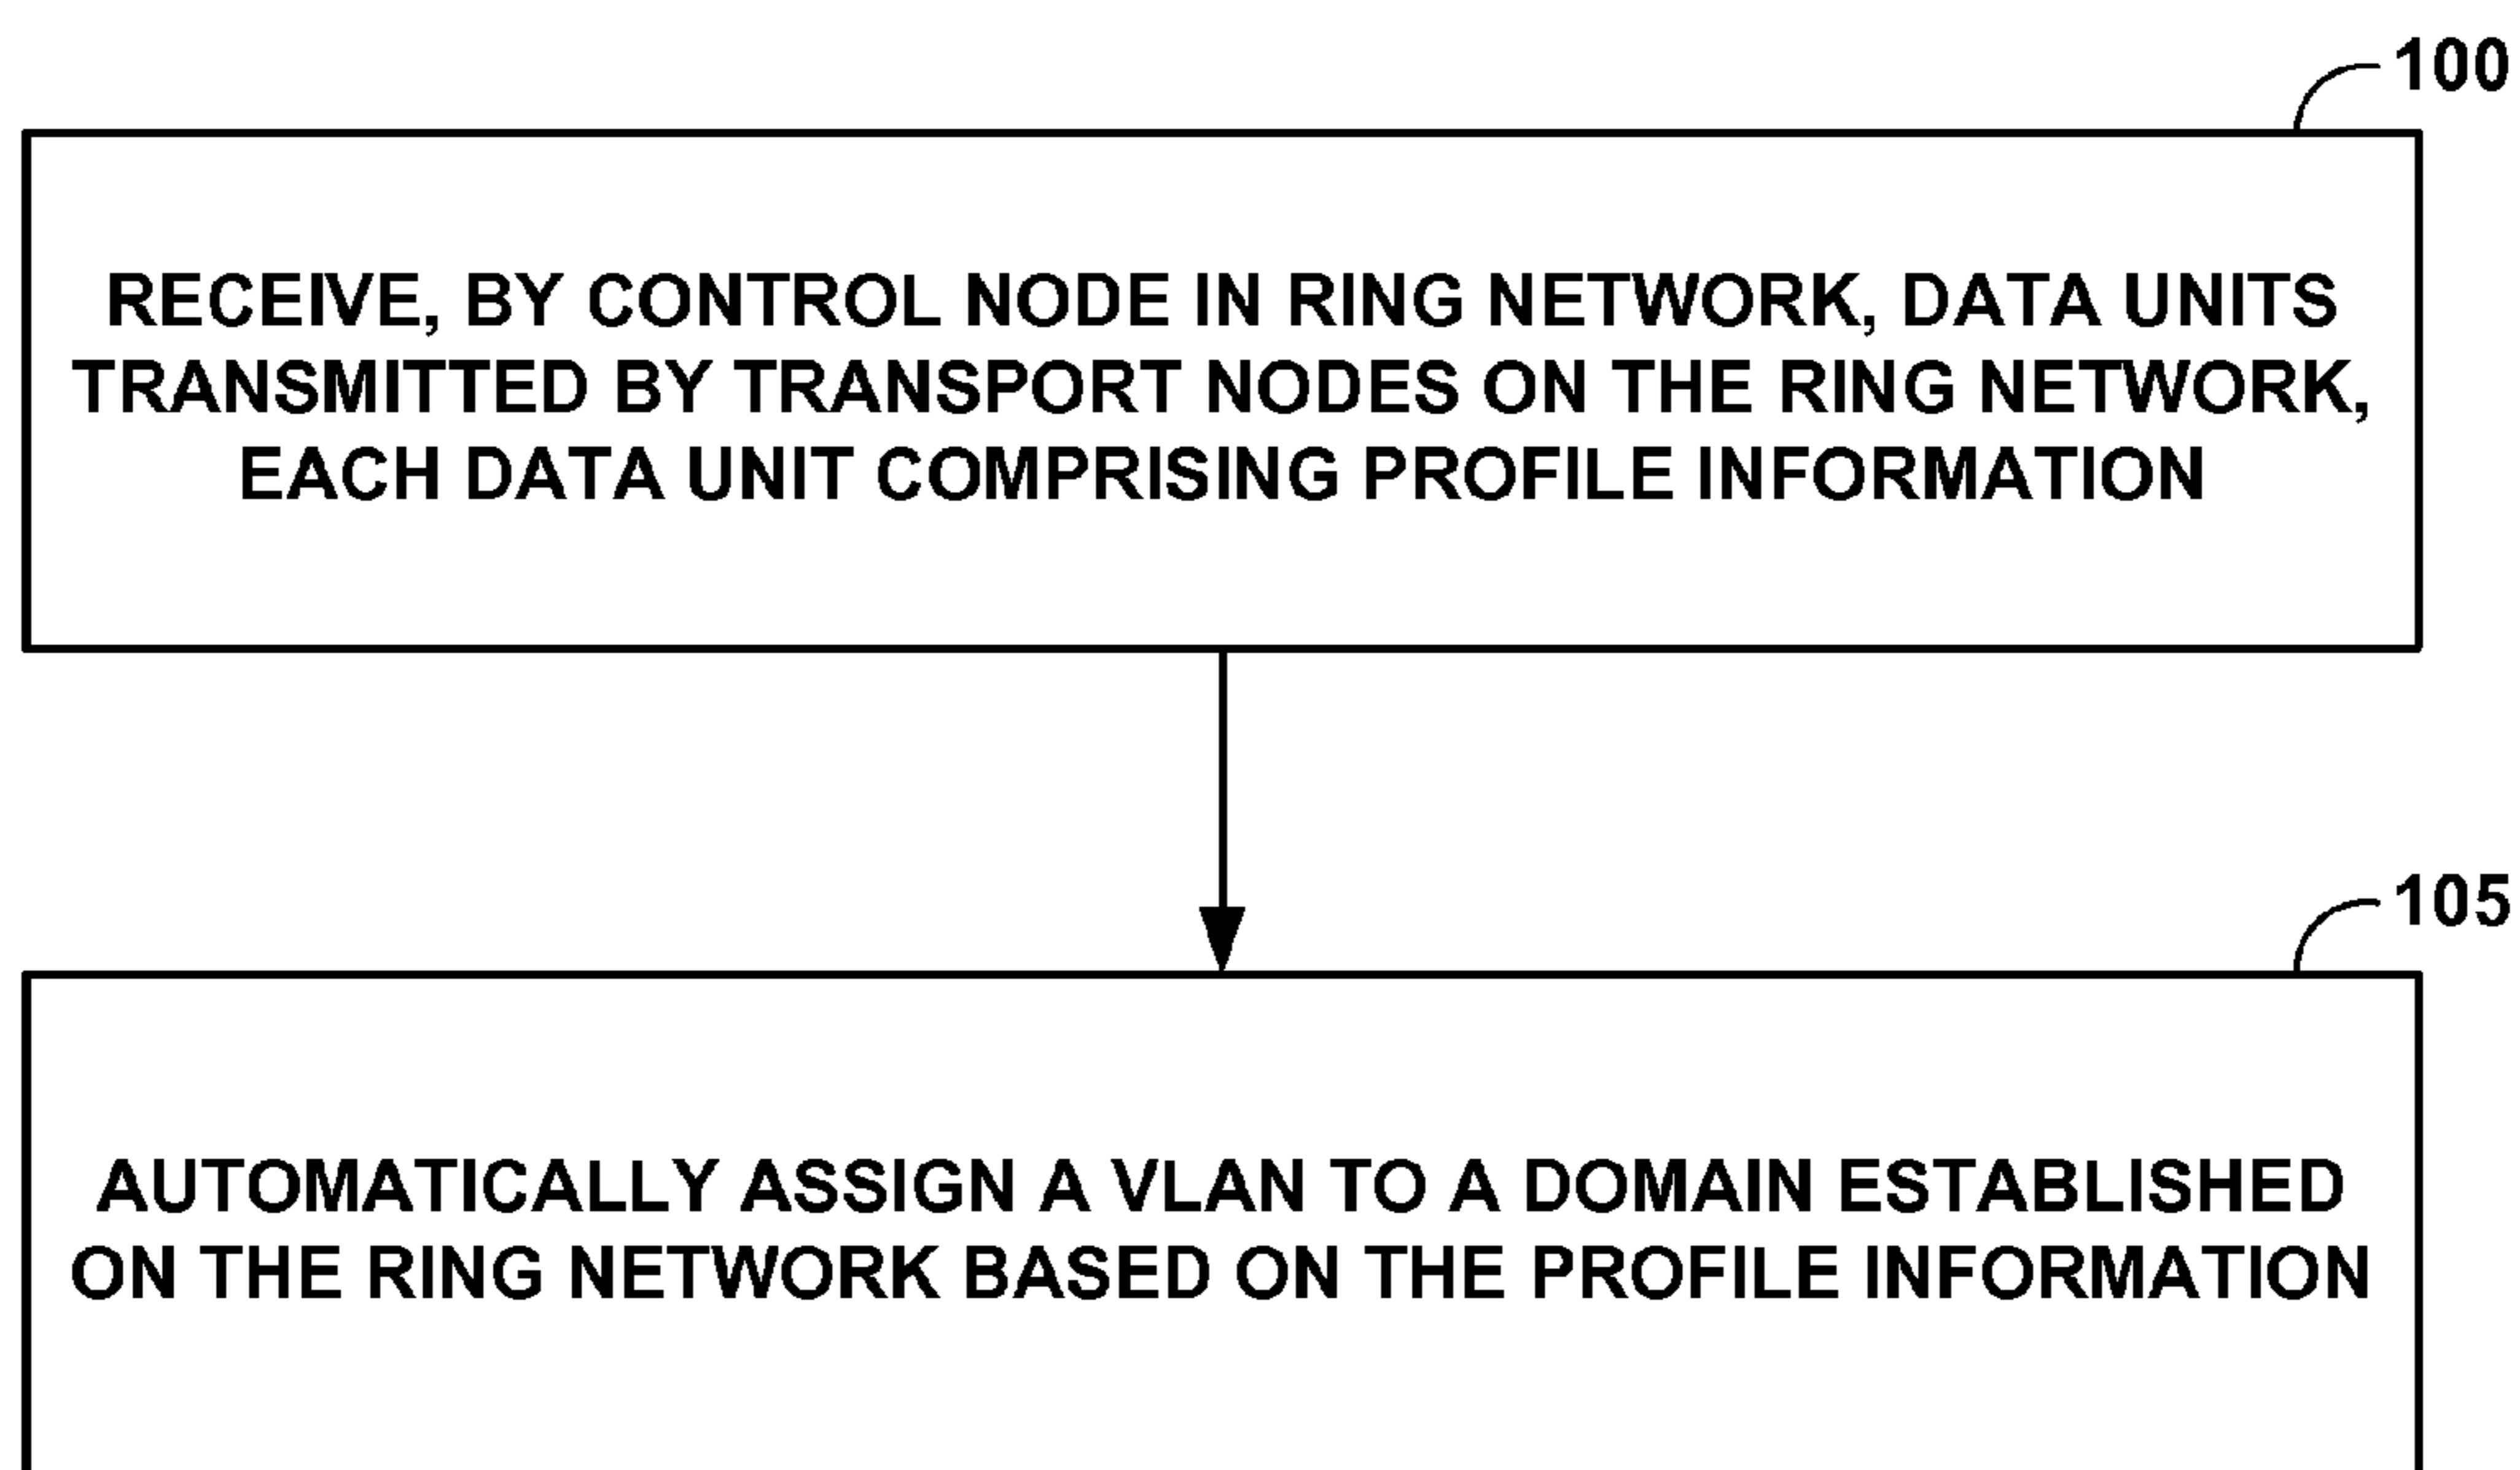 100
RECEIVE, BY CONTROL NODE IN RING NETWORK, DATA UNITS
TRANSMITTED BY TRANSPORT NODES ON THE RING NETWORK,
EACH DATA UNIT COMPRISING PROFILE INFORMATION
105
AUTOMATICALLY ASSIGN A VLAN TO A DOMAIN ESTABLISHED
ON THE RING NETWORK BASED ON THE PROFILE INFORMATION